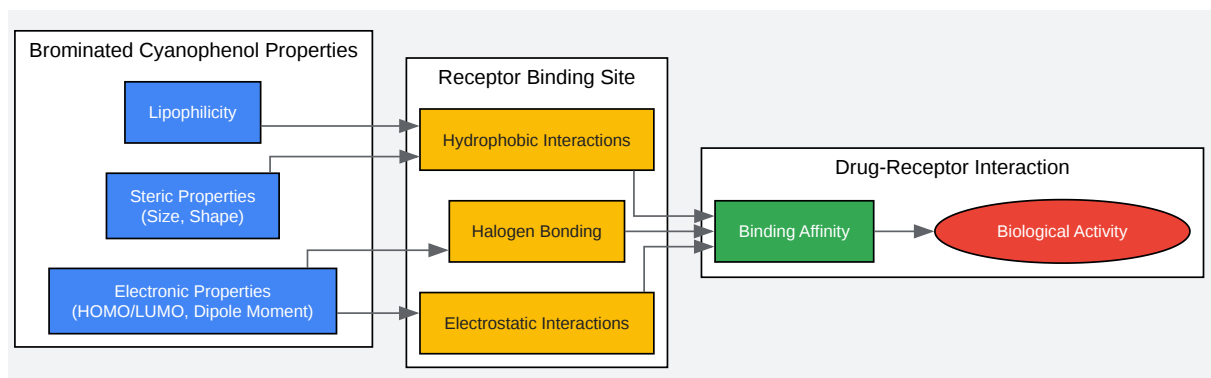 Brominated Cyanophenol Properties
Lipophilicity
Steric Properties
(Size, Shape)
Electronic Properties
(HOMO/LUMO, Dipole Moment)
Receptor Binding Site
Hydrophobic Interactions
Halogen Bonding
Electrostatic Interactions
Drug-Receptor Interaction
Binding Affinity
Biological Activity